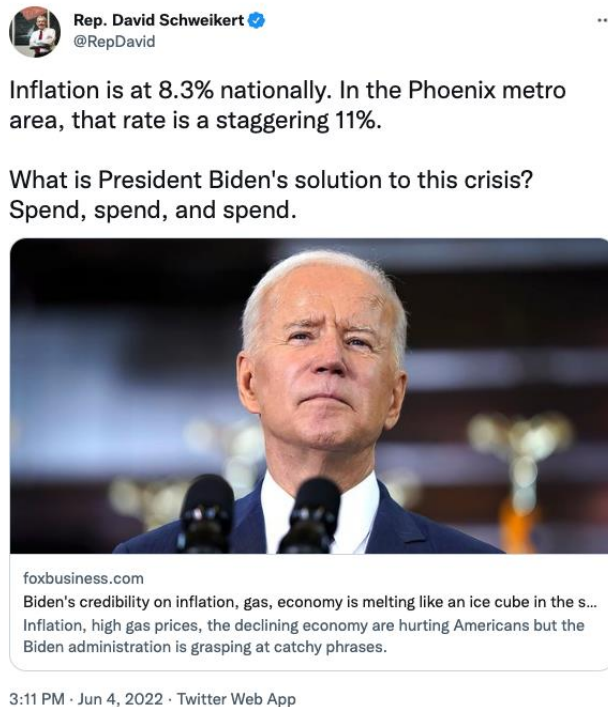 Rep. David Schweikert
@RepDavid
Inflation is at 8.3% nationally. In the Phoenix metro
area, that rate is a staggering 11%.
What is President Biden's solution to this crisis?
Spend, spend, and spend.
foxbusiness.com
Biden's credibility on inflation, gas, economy is melting like an ice cube in the s...
Inflation, high gas prices, the declining economy are hurting Americans but the
Biden administration is grasping at catchy phrases.
3:11 PM · Jun 4, 2022 · Twitter Web App